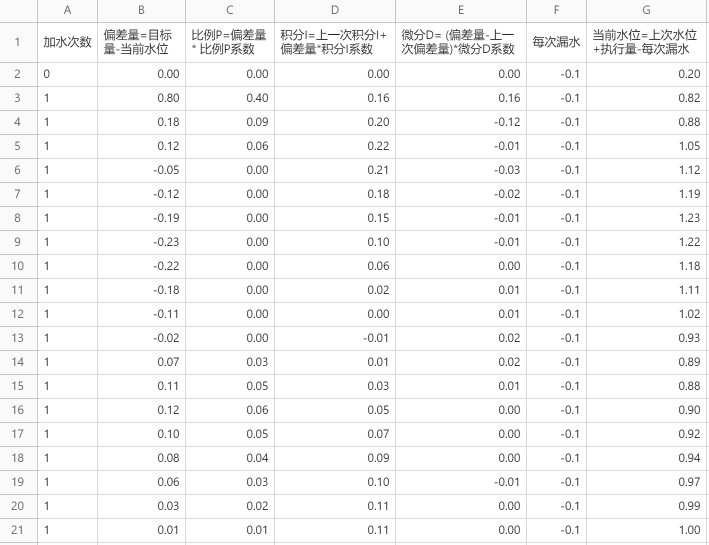 A B C D E F G
1 加水次数 偏差量=目标量-当前水位 比例P=偏差量* 比例P系数 积分I=上一次积分I+偏差量*积分I系数 微分D= (偏差量-上一次偏差量)*微分D系数 每次漏水 当前水位=上次水位+执行量-每次漏水
2 0 0.00 0.00 0.00 0.00 -0.1 0.20
3 1 0.80 0.40 0.16 0.16 -0.1 0.82
4 1 0.18 0.09 0.20 -0.12 -0.1 0.88
5 1 0.12 0.06 0.22 -0.01 -0.1 1.05
6 1 -0.05 0.00 0.21 -0.03 -0.1 1.12
7 1 -0.12 0.00 0.18 -0.02 -0.1 1.19
8 1 -0.19 0.00 0.15 -0.01 -0.1 1.23
9 1 -0.23 0.00 0.10 -0.01 -0.1 1.22
10 1 -0.22 0.00 0.06 0.00 -0.1 1.18
11 1 -0.18 0.00 0.02 0.01 -0.1 1.11
12 1 -0.11 0.00 0.00 0.01 -0.1 1.02
13 1 -0.02 0.00 -0.01 0.02 -0.1 0.93
14 1 0.07 0.03 0.01 0.02 -0.1 0.89
15 1 0.11 0.05 0.03 0.01 -0.1 0.88
16 1 0.12 0.06 0.05 0.00 -0.1 0.90
17 1 0.10 0.05 0.07 0.00 -0.1 0.92
18 1 0.08 0.04 0.09 0.00 -0.1 0.94
19 1 0.06 0.03 0.10 -0.01 -0.1 0.97
20 1 0.03 0.02 0.11 0.00 -0.1 0.99
21 1 0.01 0.01 0.11 0.00 -0.1 1.00